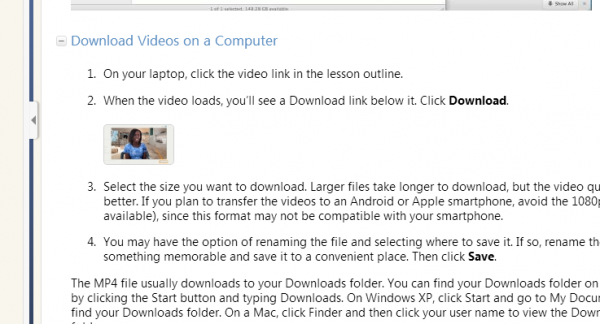 1 of 2 selected, 149.28 GB available
Show All
Download Videos on a Computer
1. On your laptop, click the video link in the lesson outline.
2. When the video loads, you'll see a Download link below it. Click Download.
3. Select the size you want to download. Larger files take longer to download, but the video qu
better. If you plan to transfer the videos to an Android or Apple smartphone, avoid the 1080p
available), since this format may not be compatible with your smartphone.
4. You may have the option of renaming the file and selecting where to save it. If so, rename th
something memorable and save it to a convenient place. Then click Save.
The MP4 file usually downloads to your Downloads folder. You can find your Downloads folder on
by clicking the Start button and typing Downloads. On Windows XP, click Start and go to My Docu
find your Downloads folder. On a Mac, click Finder and then click your user name to view the Down